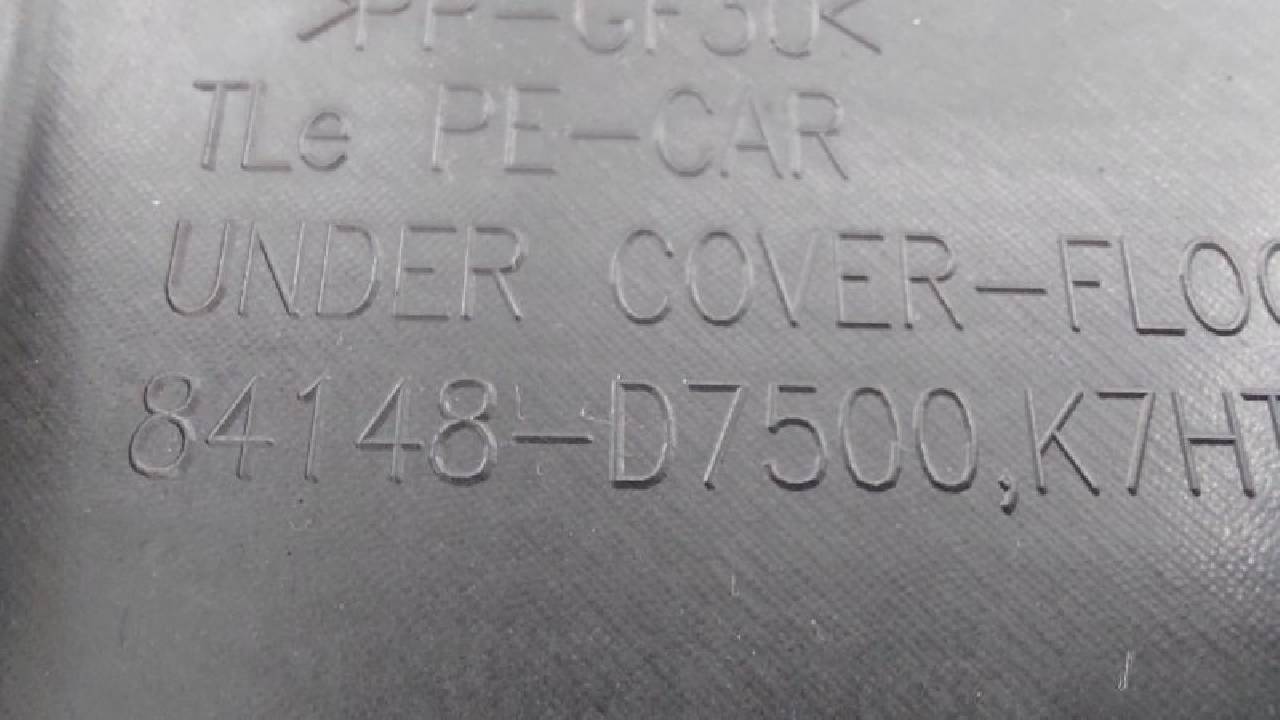 >PP-GF30<
TLe PE-CAR
UNDER COVER-FLOO
84148-D7500,K7HT